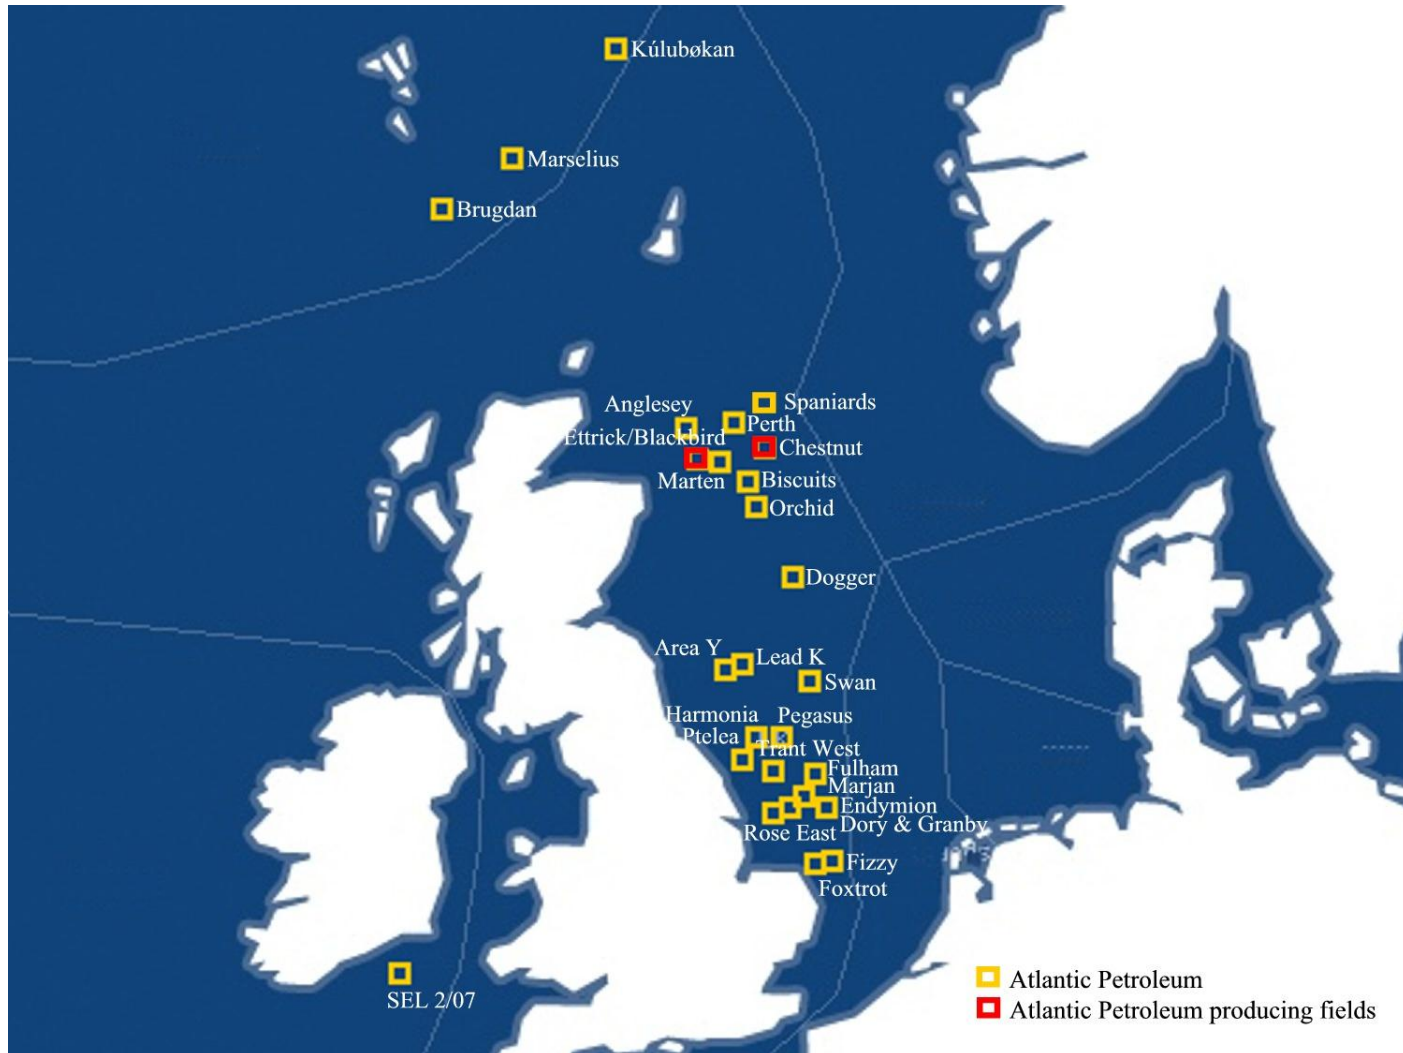 Kúlubøkan
Marselius
Brugdan
Anglesey
Spaniards
Perth
Ettrick/Blackbird
Chestnut
Marten
Biscuits
Orchid
Dogger
Area Y
Lead K
Swan
Harmonia
Pegasus
Ptelea
Trant West
Fulham
Marjan
Endymion
Dory & Granby
Rose East
Fizzy
Foxtrot
SEL 2/07
Atlantic Petroleum
Atlantic Petroleum producing fields